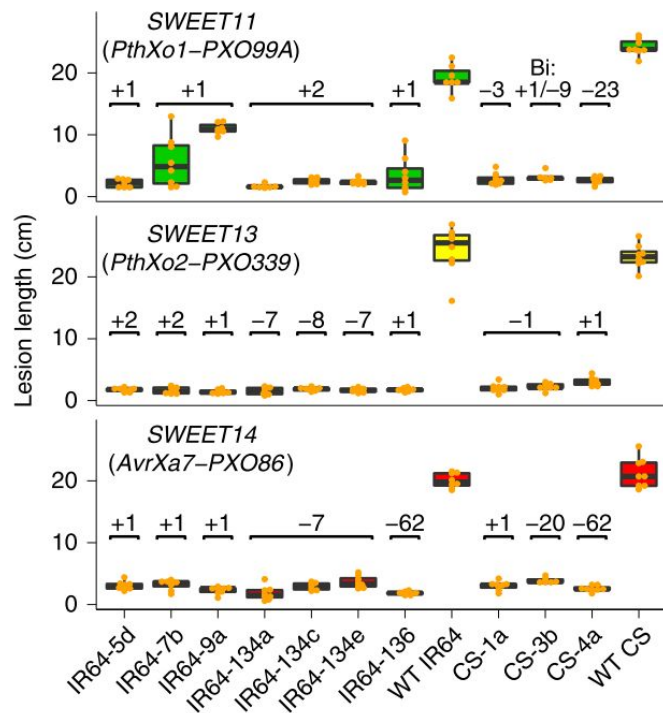 SWEET11
(PthXo1–PXO99A)
Bi:
+1 +1 +2 +1 −3 +1/−9 −23
20
10
0
SWEET13
(PthXo2–PXO339)
20
+2 +2 +1 −7 −8 −7 +1 −1 +1
10
0
SWEET14
(AvrXa7–PXO86)
20
+1 +1 +1 −7 −62 +1 −20 −62
10
0
Lesion length (cm)
IR64-5d
IR64-7b
IR64-9a
IR64-134a
IR64-134c
IR64-134e
IR64-136
WT IR64
CS-1a
CS-3b
CS-4a
WT CS